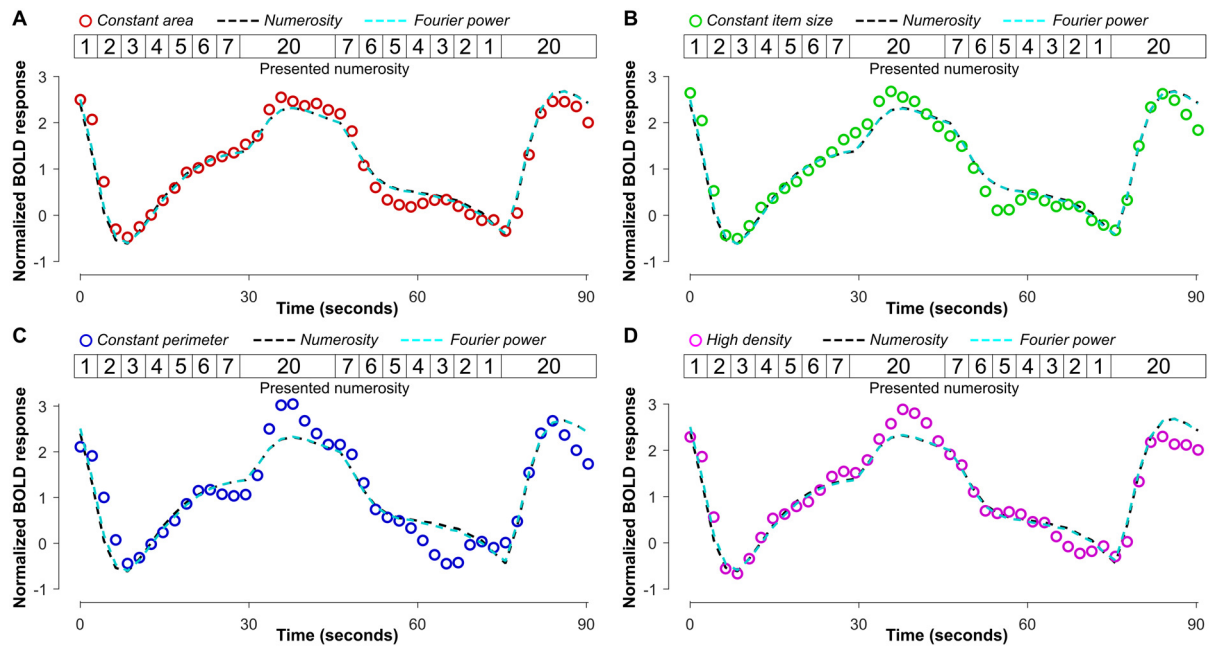 A Constant area Numerosity Fourier power
1 2 3 4 5 6 7 20 7 6 5 4 3 2 1 20
Presented numerosity
Normalized BOLD response
3
2
1
0
-1
0 30 60 90
Time (seconds)
B Constant item size Numerosity Fourier power
1 2 3 4 5 6 7 20 7 6 5 4 3 2 1 20
Presented numerosity
Normalized BOLD response
3
2
1
0
-1
0 30 60 90
Time (seconds)
C Constant perimeter Numerosity Fourier power
1 2 3 4 5 6 7 20 7 6 5 4 3 2 1 20
Presented numerosity
Normalized BOLD response
3
2
1
0
-1
0 30 60 90
Time (seconds)
D High density Numerosity Fourier power
1 2 3 4 5 6 7 20 7 6 5 4 3 2 1 20
Presented numerosity
Normalized BOLD response
3
2
1
0
-1
0 30 60 90
Time (seconds)